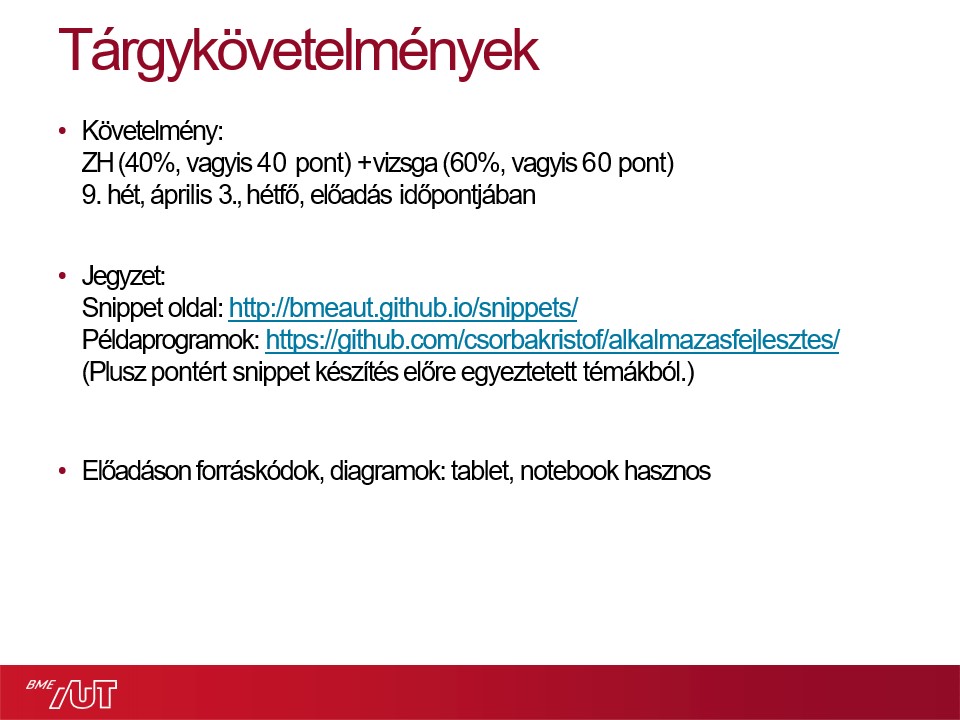 Tárgykövetelmények
• Követelmény:
ZH (40%, vagyis 40 pont) + vizsga (60%, vagyis 60 pont)
9. hét, április 3., hétfő, előadás időpontjában
• Jegyzet:
Snippet oldal: http://bmeaut.github.io/snippets/
Példaprogramok: https://github.com/csorbakristof/alkalmazasfejlesztes/
(Plusz pontért snippet készítés előre egyeztetett témákból.)
• Előadáson forráskódok, diagramok: tablet, notebook hasznos
BME AUT